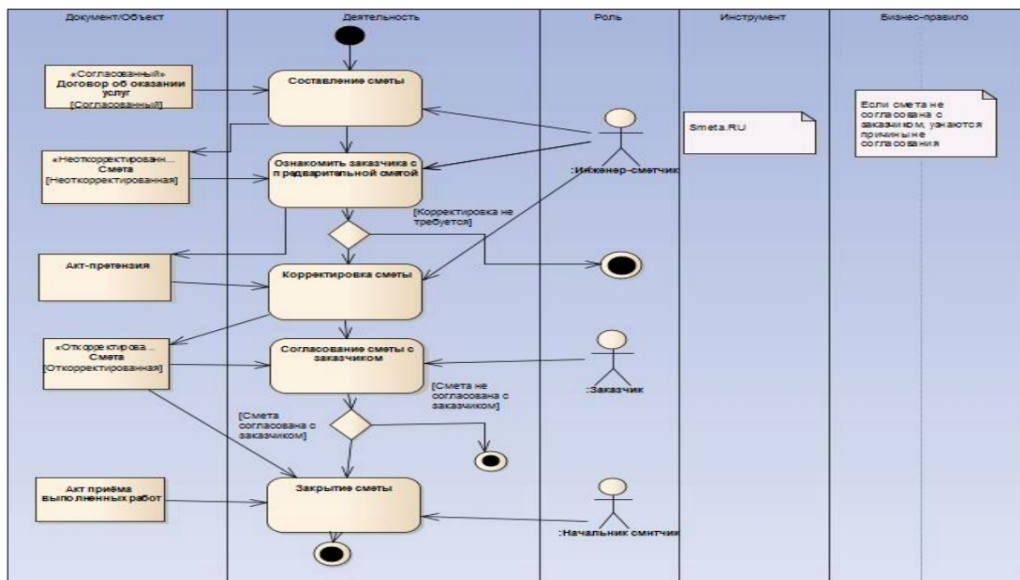 Документ/Объект
Деятельность
Роль
Инструмент
Бизнес-правило
«Согласованный»
Договор об оказании
услуг
[Согласованный]
Составление сметы
Smeta.RU
Если смета не
согласована с
заказчиком, узнаются
причины не
согласования
«Неоткорректированн...
Смета
[Неоткорректированная]
Ознакомить заказчика с
предварительной сметой
:Инженер-сметчик
[Корректировка не
требуется]
Акт-претензия
Корректировка сметы
«Откорректирова...
Смета
[Откорректированная]
Согласование сметы с
заказчиком
:Заказчик
[Смета
согласована с
заказчиком]
[Смета не
согласована с
заказчиком]
Акт приёма
выполненных работ
Закрытие сметы
:Начальник смнтчик